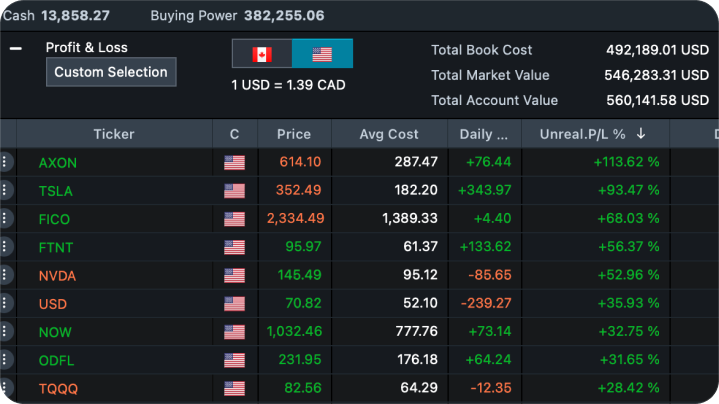 Cash 13,858.27 Buying Power 382,255.06
Profit & Loss
Custom Selection
1 USD = 1.39 CAD
Total Book Cost 492,189.01 USD
Total Market Value 546,283.31 USD
Total Account Value 560,141.58 USD
Ticker C Price Avg Cost Daily ... Unreal.P/L % ↓
AXON 614.10 287.47 +76.44 +113.62 %
TSLA 352.49 182.20 +343.97 +93.47 %
FICO 2,334.49 1,389.33 +4.40 +68.03 %
FTNT 95.97 61.37 +133.62 +56.37 %
NVDA 145.49 95.12 -85.65 +52.96 %
USD 70.82 52.10 -239.27 +35.93 %
NOW 1,032.46 777.76 +73.14 +32.75 %
ODFL 231.95 176.18 +64.24 +31.65 %
TQQQ 82.56 64.29 -12.35 +28.42 %